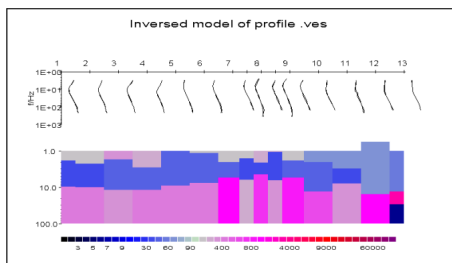 Inversed model of profile .ves
1 2 3 4 5 6 7 8 9 10 11 12 13
1E+00
1E+01
1E+02
1E+03
f/Hz
1.0
10.0
100.0
3 5 7 9 30 60 90 400 800 4000 9000 60000